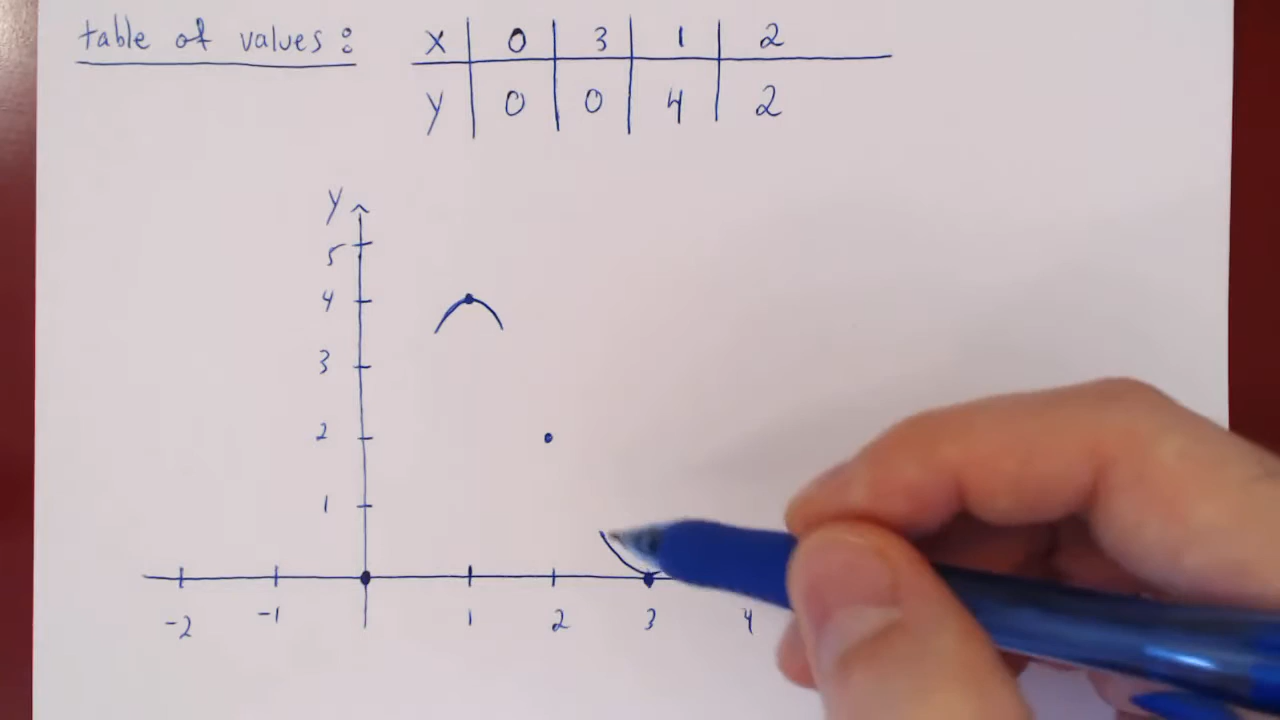 table of values: x 0 3 1 2
y 0 0 4 2
y
5
4
3
2
1
-2 -1 1 2 3 4